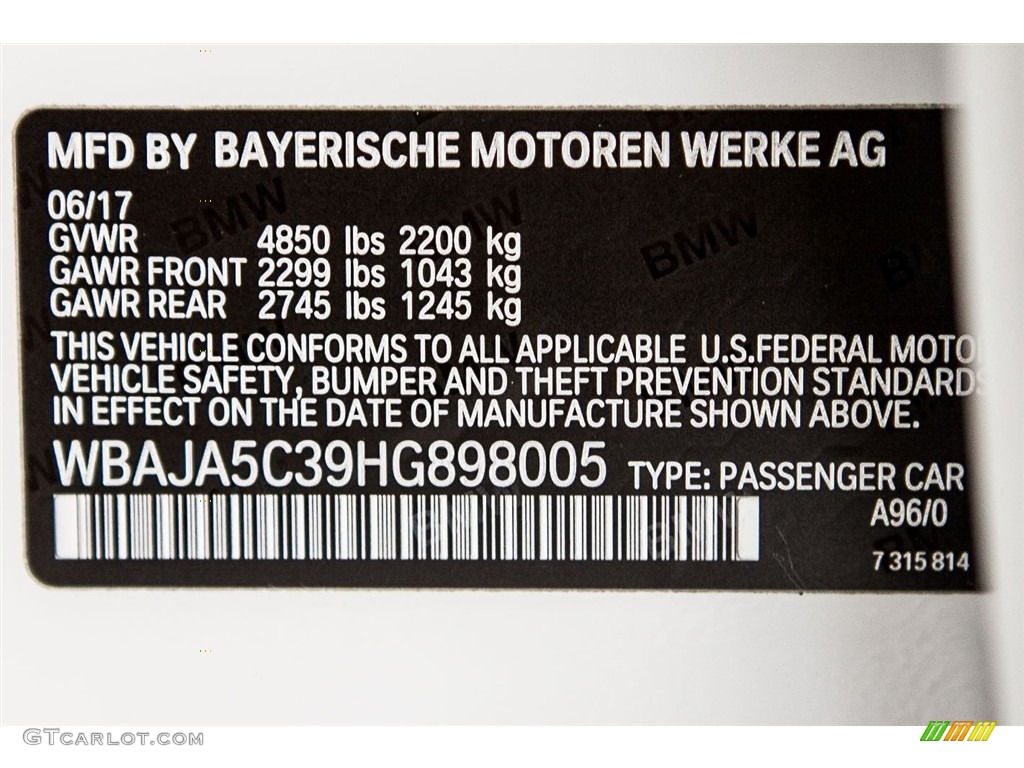 MFD BY BAYERISCHE MOTOREN WERKE AG
06/17
GVWR 4850 lbs 2200 kg
GAWR FRONT 2299 lbs 1043 kg
GAWR REAR 2745 lbs 1245 kg
THIS VEHICLE CONFORMS TO ALL APPLICABLE U.S.FEDERAL MOTO
VEHICLE SAFETY, BUMPER AND THEFT PREVENTION STANDARDS
IN EFFECT ON THE DATE OF MANUFACTURE SHOWN ABOVE.
WBAJA5C39HG898005 TYPE: PASSENGER CAR
A96/0
7 315 814
BMW BMW BMW
GTCARLOT.COM